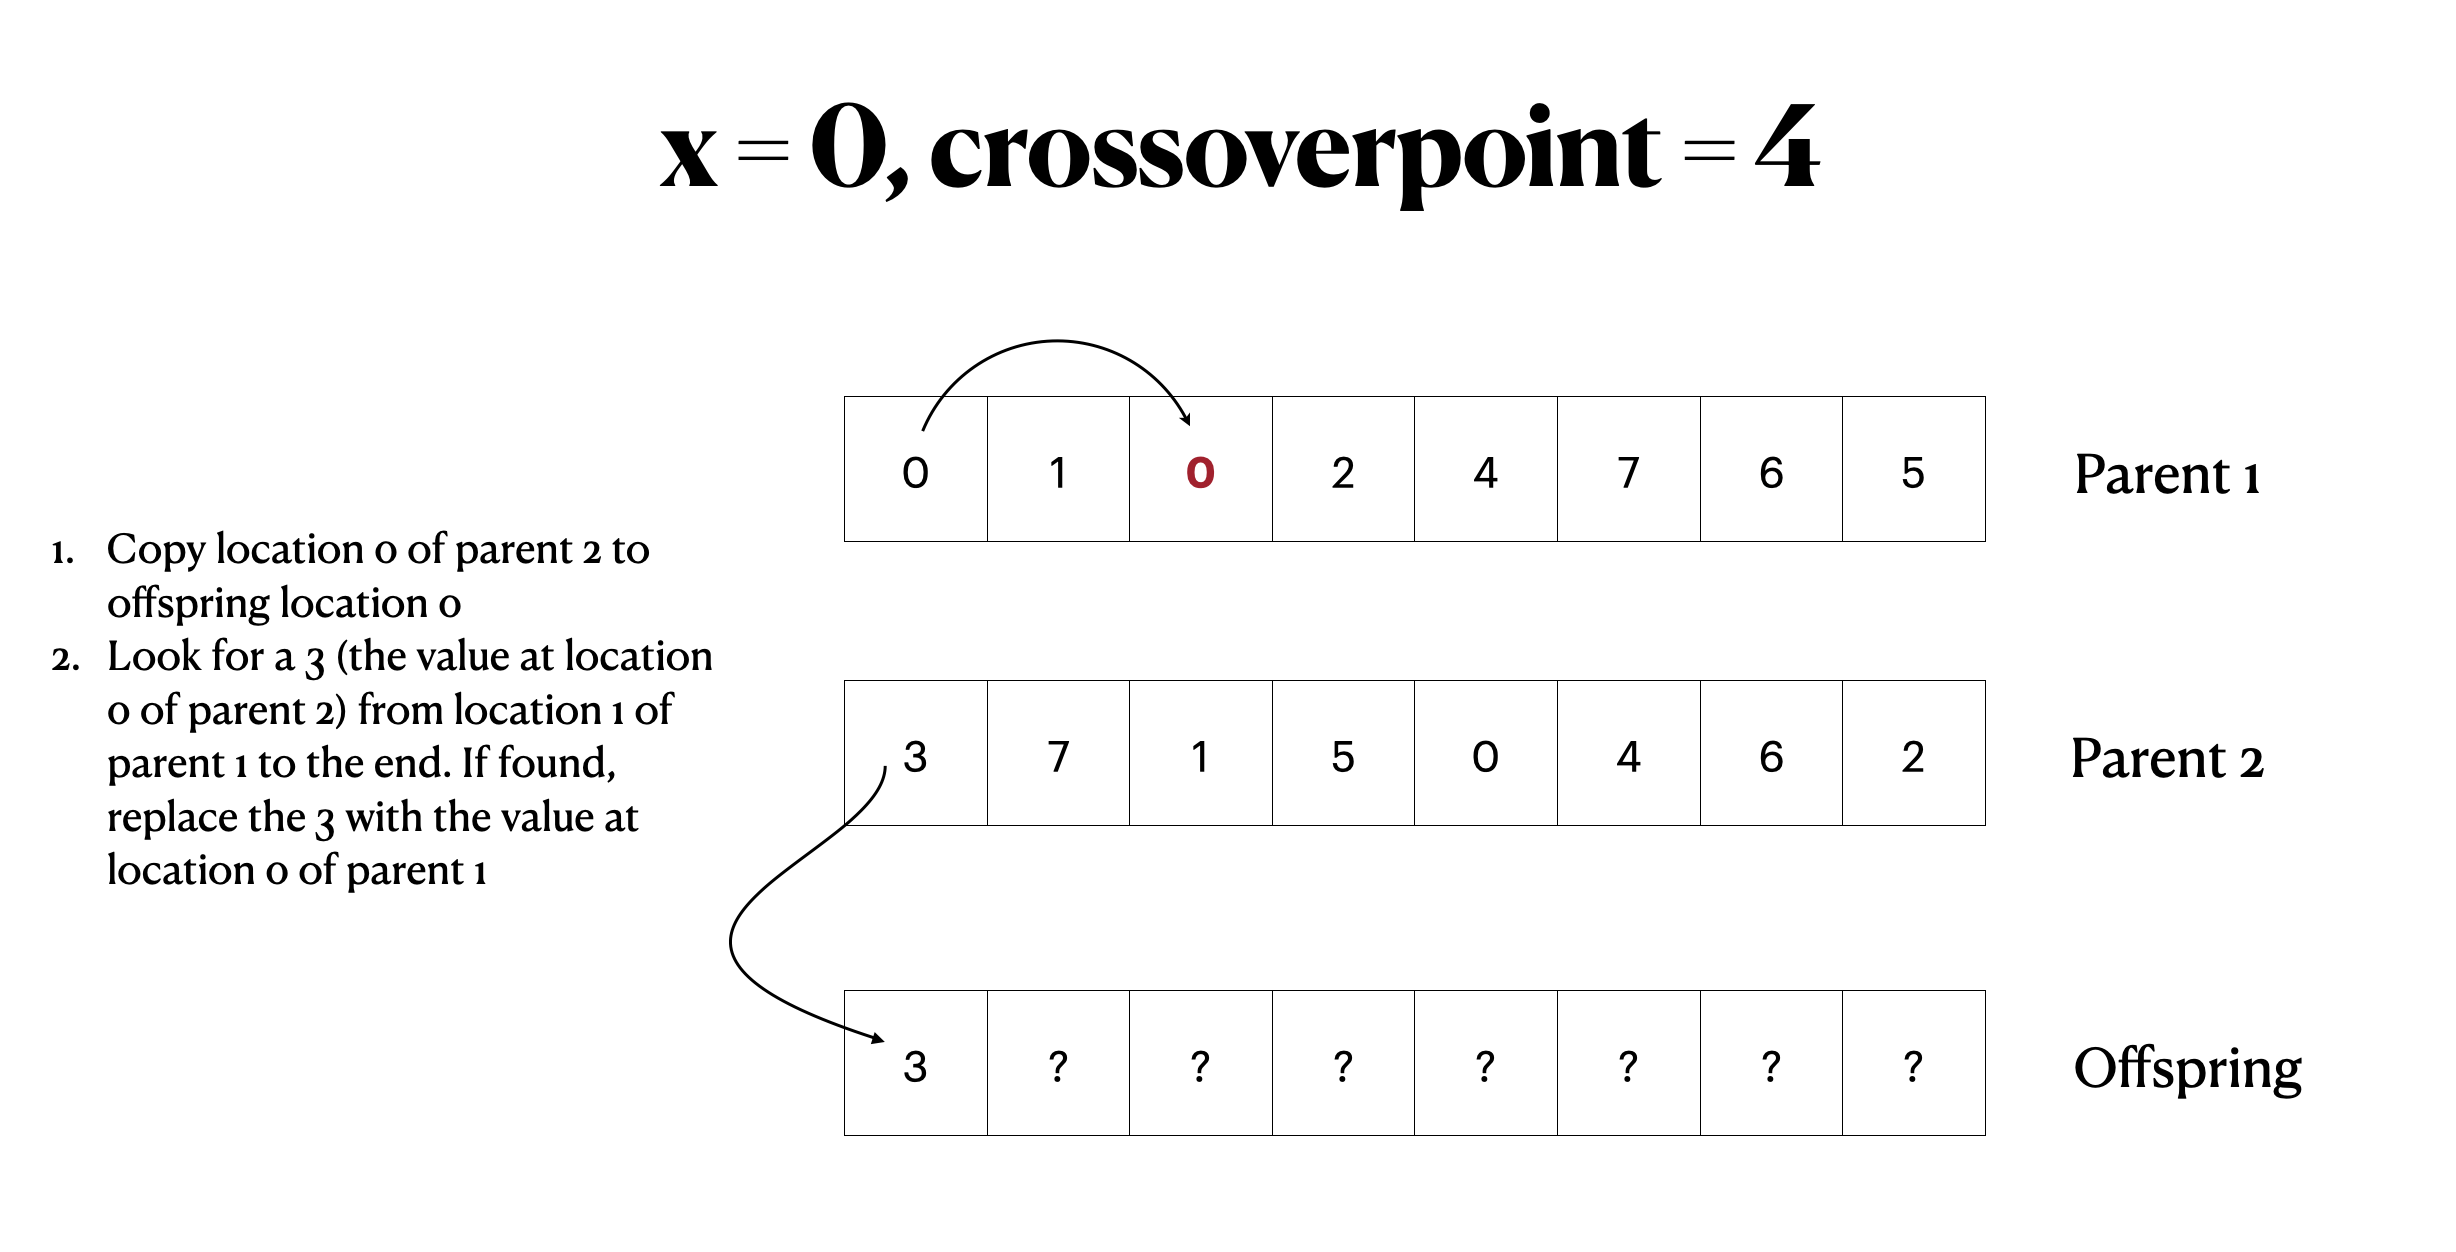 x = 0, crossoverpoint = 4
0 1 0 2 4 7 6 5 Parent 1
1. Copy location 0 of parent 2 to
offspring location 0
2. Look for a 3 (the value at location
0 of parent 2) from location 1 of
parent 1 to the end. If found,
replace the 3 with the value at
location 0 of parent 1
3 7 1 5 0 4 6 2 Parent 2
3 ? ? ? ? ? ? ? Offspring